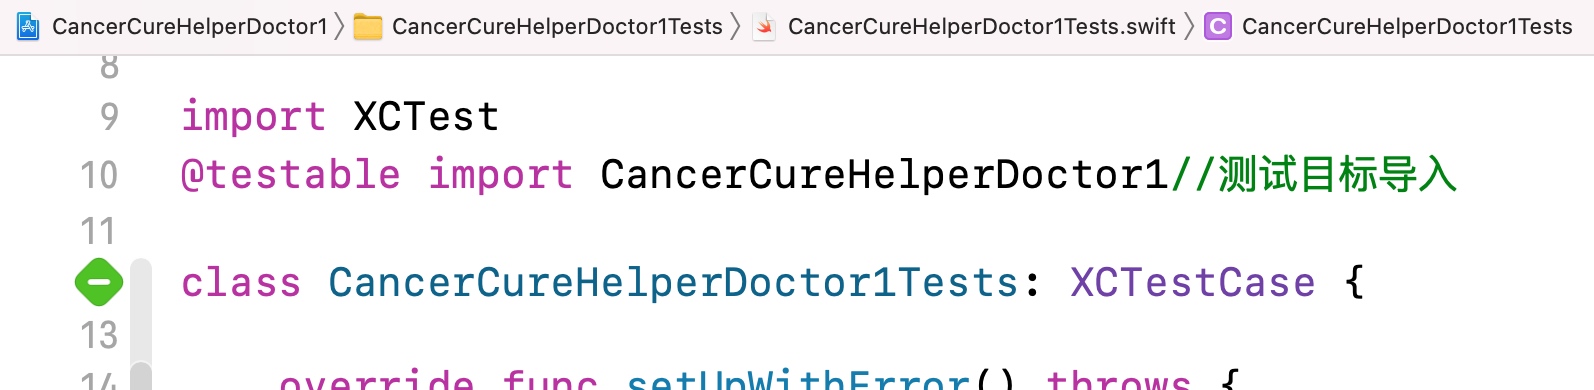 CancerCureHelperDoctor1 〉 CancerCureHelperDoctor1Tests 〉 CancerCureHelperDoctor1Tests.swift 〉 C CancerCureHelperDoctor1Tests
8
9 import XCTest
10 @testable import CancerCureHelperDoctor1//测试目标导入
11
class CancerCureHelperDoctor1Tests: XCTestCase {
13
14 override func setUpWithError() throws {